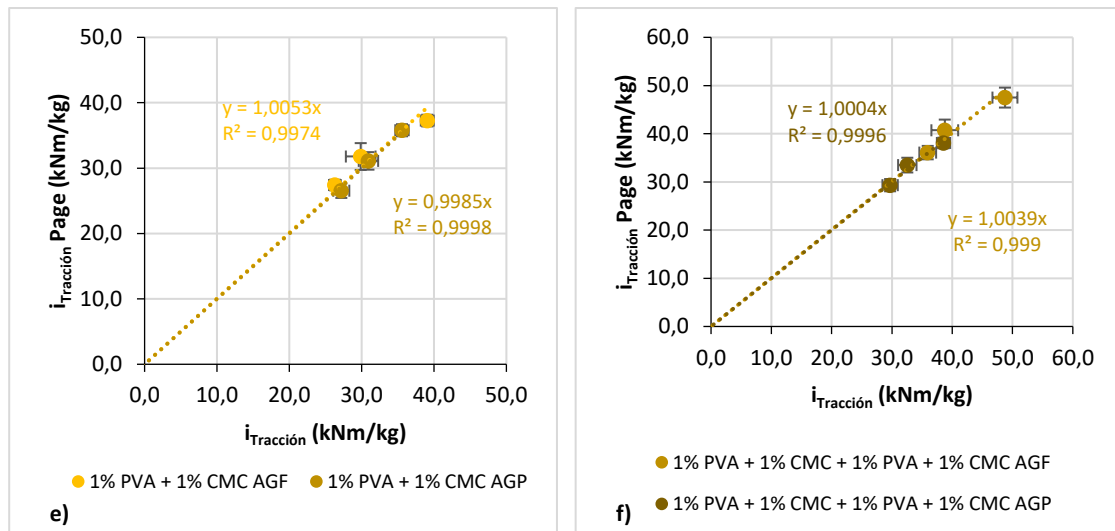 50,0
40,0
30,0
20,0
10,0
0,0
iTracción Page (kNm/kg)
y = 1,0053x
R² = 0,9974
y = 0,9985x
R² = 0,9998
0,0 10,0 20,0 30,0 40,0 50,0
iTracción (kNm/kg)
1% PVA + 1% CMC AGF 1% PVA + 1% CMC AGP
e)
60,0
50,0
40,0
30,0
20,0
10,0
0,0
iTracción Page (kNm/kg)
y = 1,0004x
R² = 0,9996
y = 1,0039x
R² = 0,999
0,0 10,0 20,0 30,0 40,0 50,0 60,0
iTracción (kNm/kg)
1% PVA + 1% CMC + 1% PVA + 1% CMC AGF
1% PVA + 1% CMC + 1% PVA + 1% CMC AGP
f)